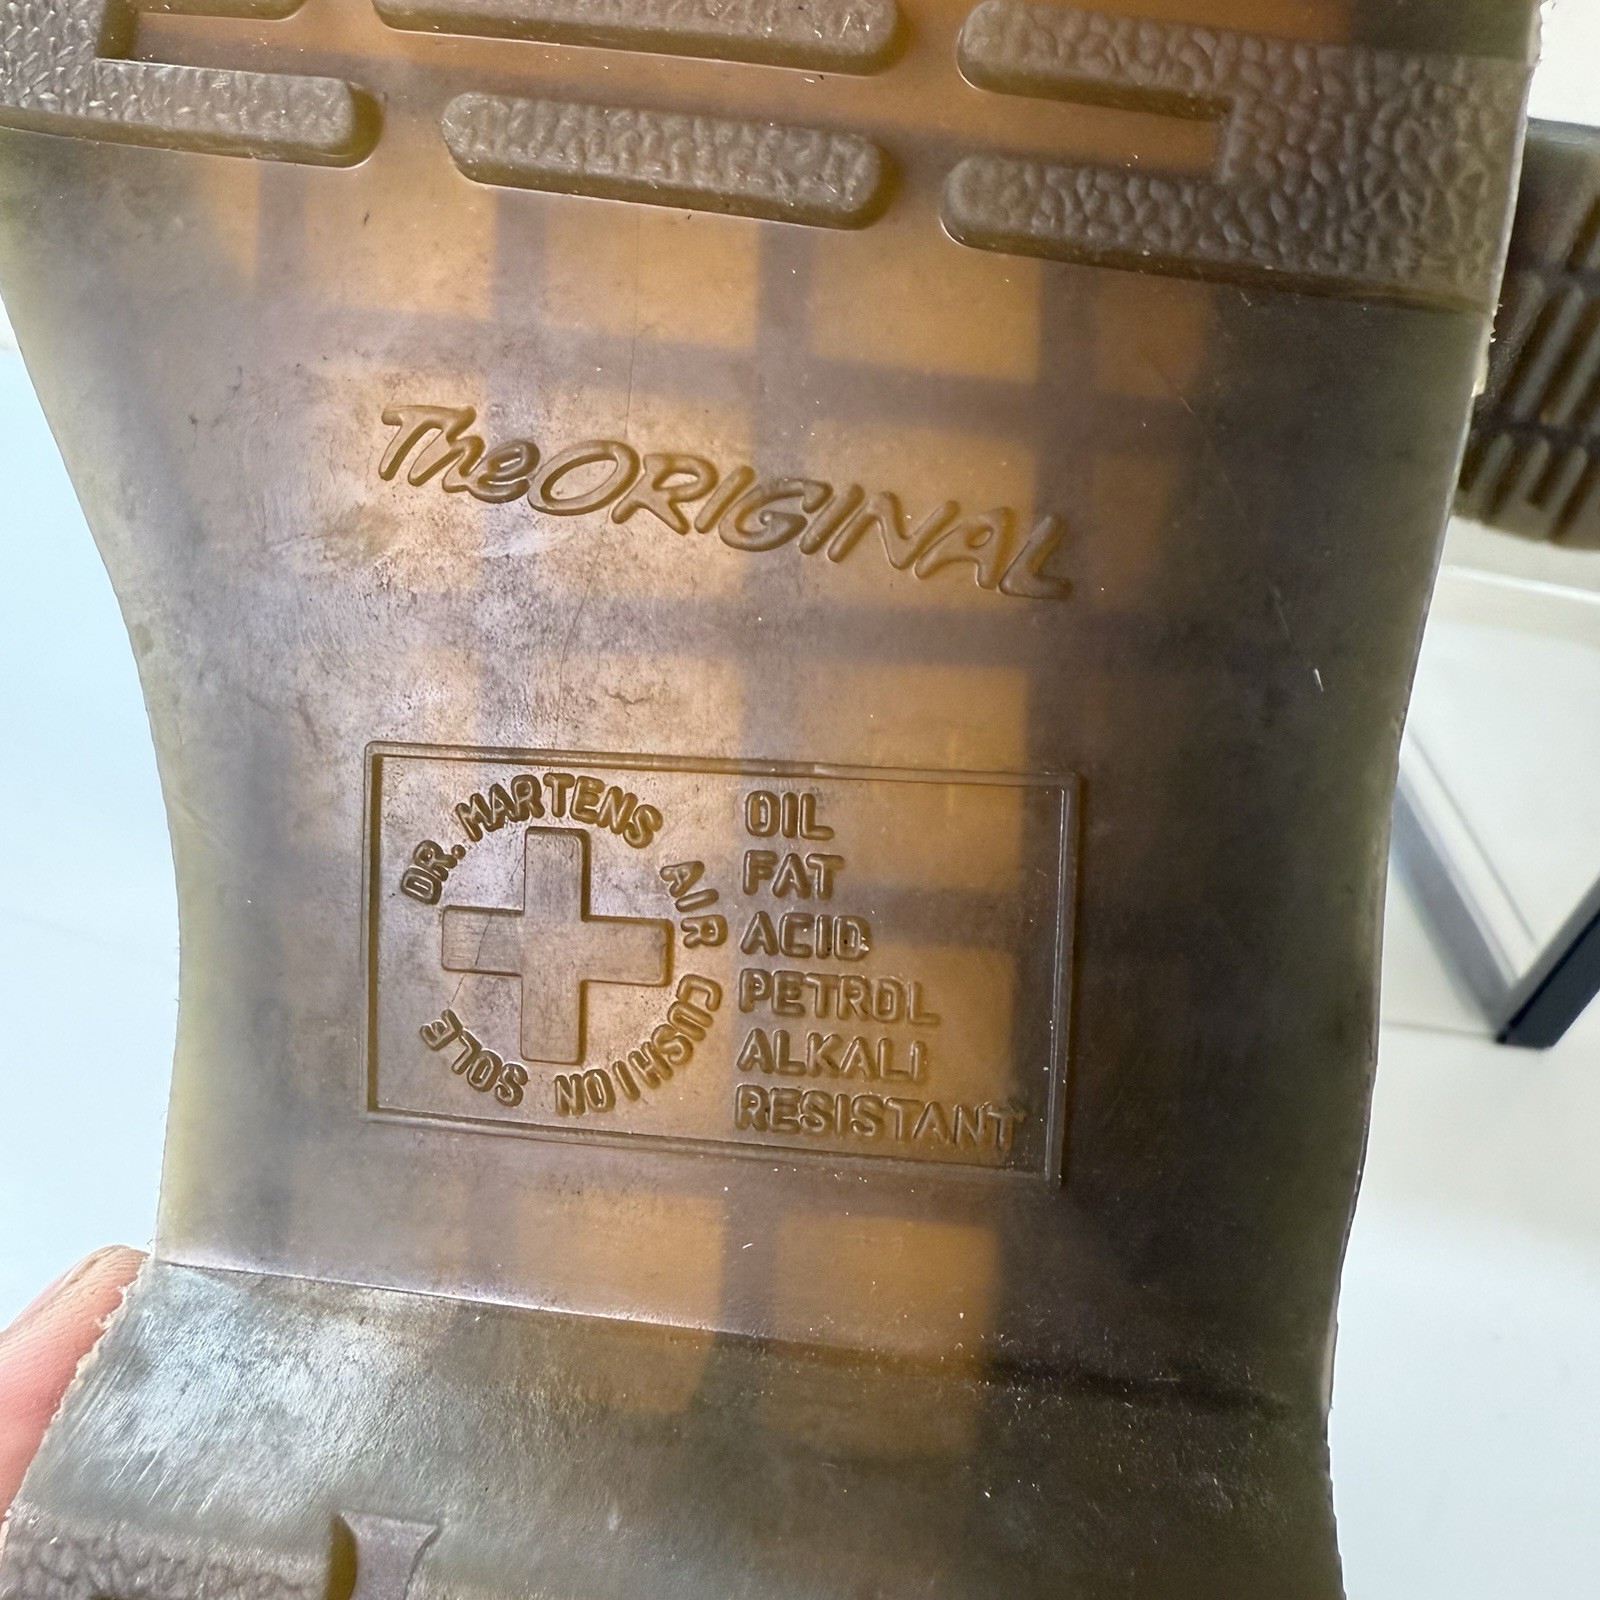 The ORIGINAL
DR. MARTENS AIR CUSHION SOLE
OIL
FAT
ACID
PETROL
ALKALI
RESISTANT